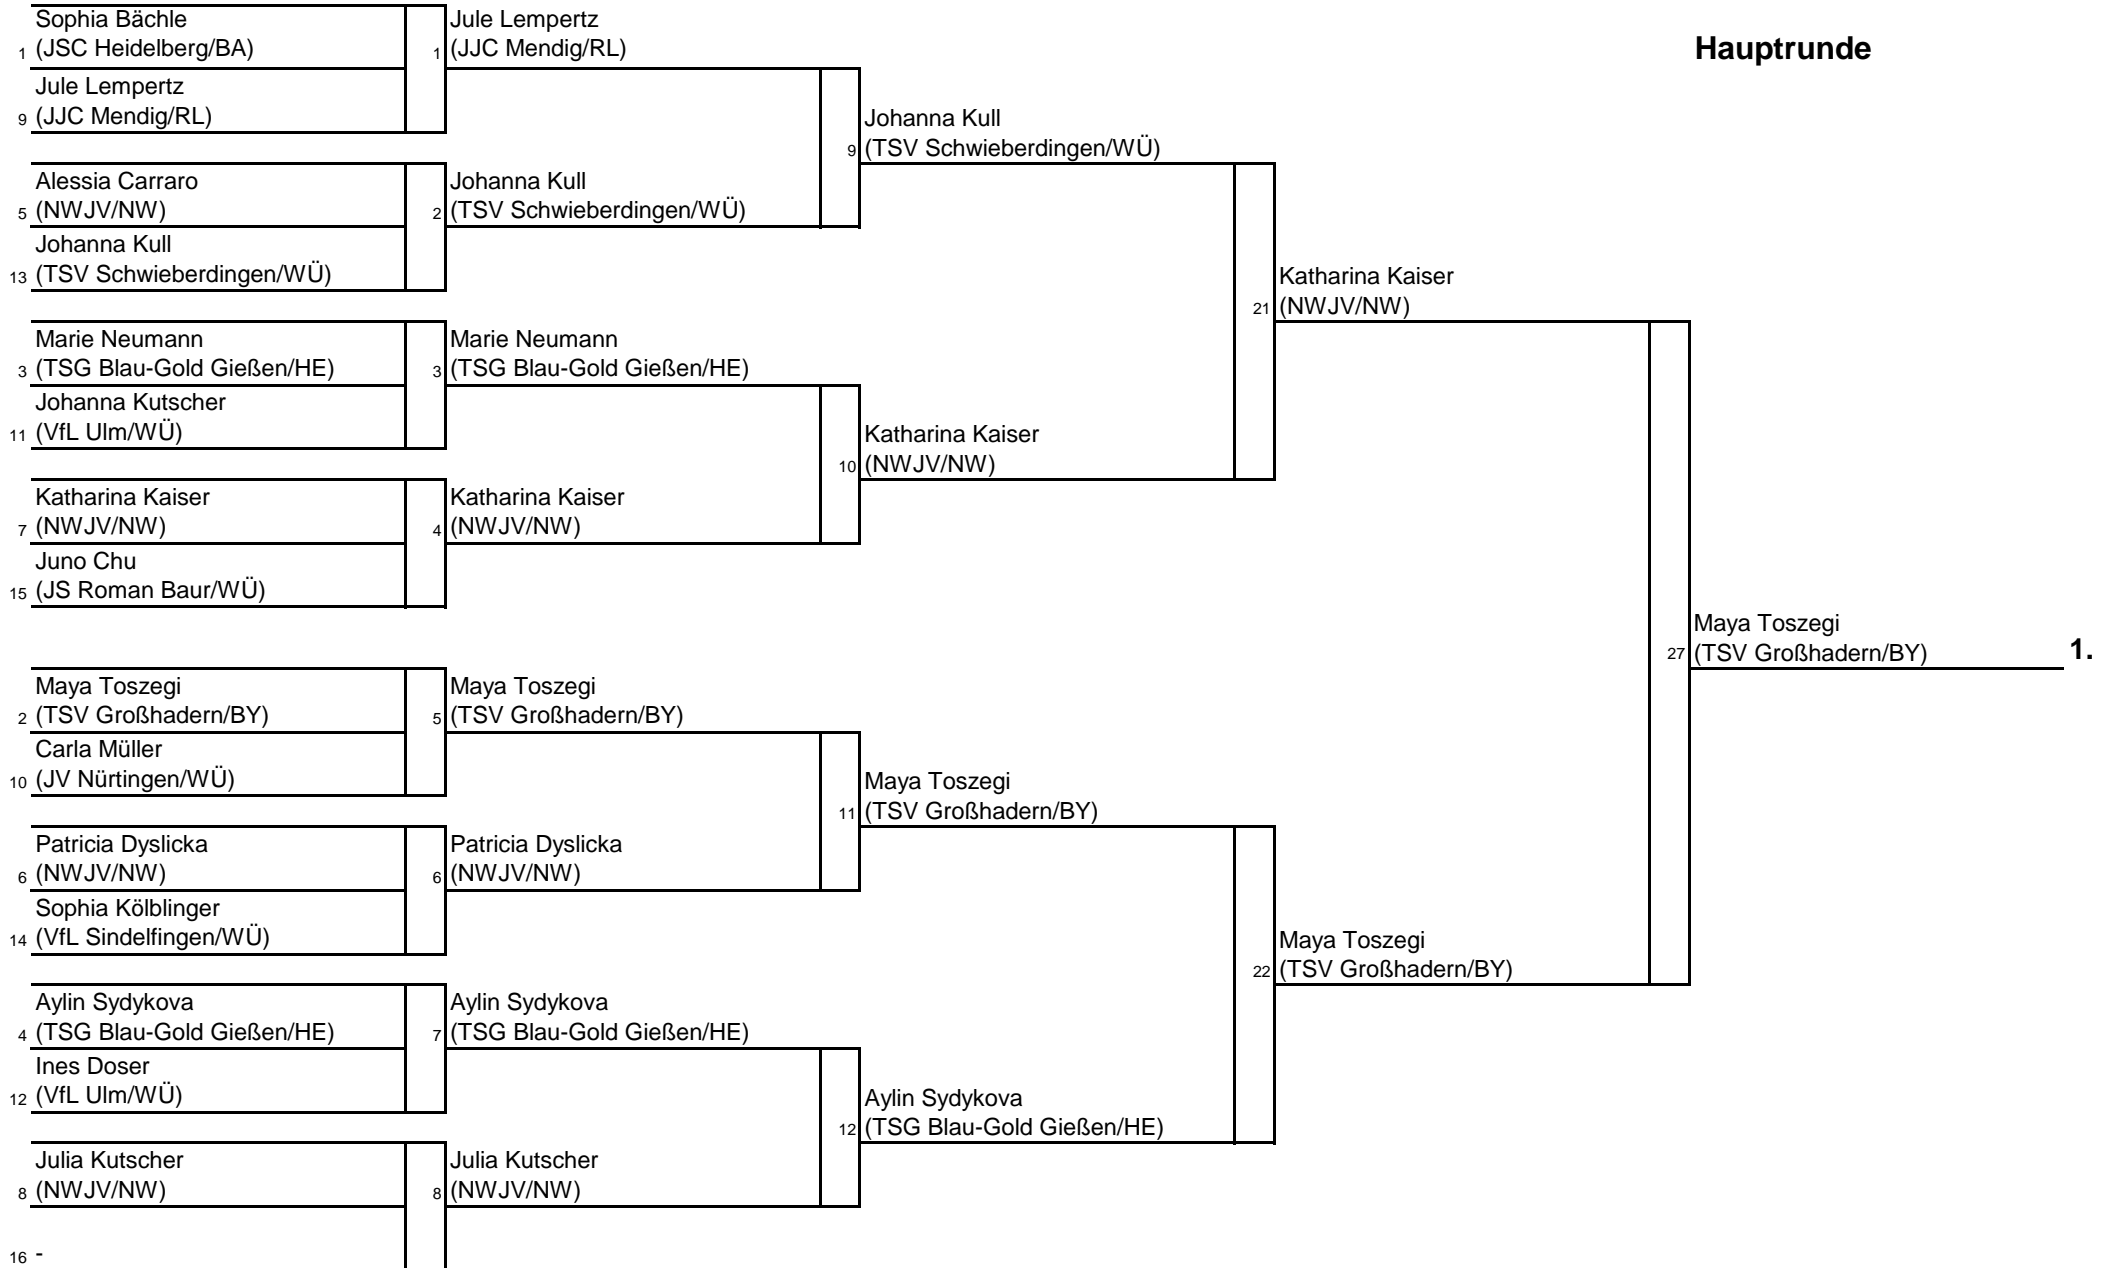 Hauptrunde
Sophia Bächle
1 (JSC Heidelberg/BA)
Jule Lempertz
9 (JJC Mendig/RL)
Alessia Carraro
5 (NWJV/NW)
Johanna Kull
13 (TSV Schwieberdingen/WÜ)
Marie Neumann
3 (TSG Blau-Gold Gießen/HE)
Johanna Kutscher
11 (VfL Ulm/WÜ)
Katharina Kaiser
7 (NWJV/NW)
Juno Chu
15 (JS Roman Baur/WÜ)
Maya Toszegi
2 (TSV Großhadern/BY)
Carla Müller
10 (JV Nürtingen/WÜ)
Patricia Dyslicka
6 (NWJV/NW)
Sophia Kölblinger
14 (VfL Sindelfingen/WÜ)
Aylin Sydykova
4 (TSG Blau-Gold Gießen/HE)
Ines Doser
12 (VfL Ulm/WÜ)
Julia Kutscher
8 (NWJV/NW)
16 -
Jule Lempertz
1 (JJC Mendig/RL)
Johanna Kull
2 (TSV Schwieberdingen/WÜ)
Marie Neumann
3 (TSG Blau-Gold Gießen/HE)
Katharina Kaiser
4 (NWJV/NW)
Maya Toszegi
5 (TSV Großhadern/BY)
Patricia Dyslicka
6 (NWJV/NW)
Aylin Sydykova
7 (TSG Blau-Gold Gießen/HE)
Julia Kutscher
8 (NWJV/NW)
Johanna Kull
9 (TSV Schwieberdingen/WÜ)
Katharina Kaiser
10 (NWJV/NW)
Maya Toszegi
11 (TSV Großhadern/BY)
Aylin Sydykova
12 (TSG Blau-Gold Gießen/HE)
Katharina Kaiser
21 (NWJV/NW)
Maya Toszegi
22 (TSV Großhadern/BY)
Maya Toszegi
27 (TSV Großhadern/BY) 1.